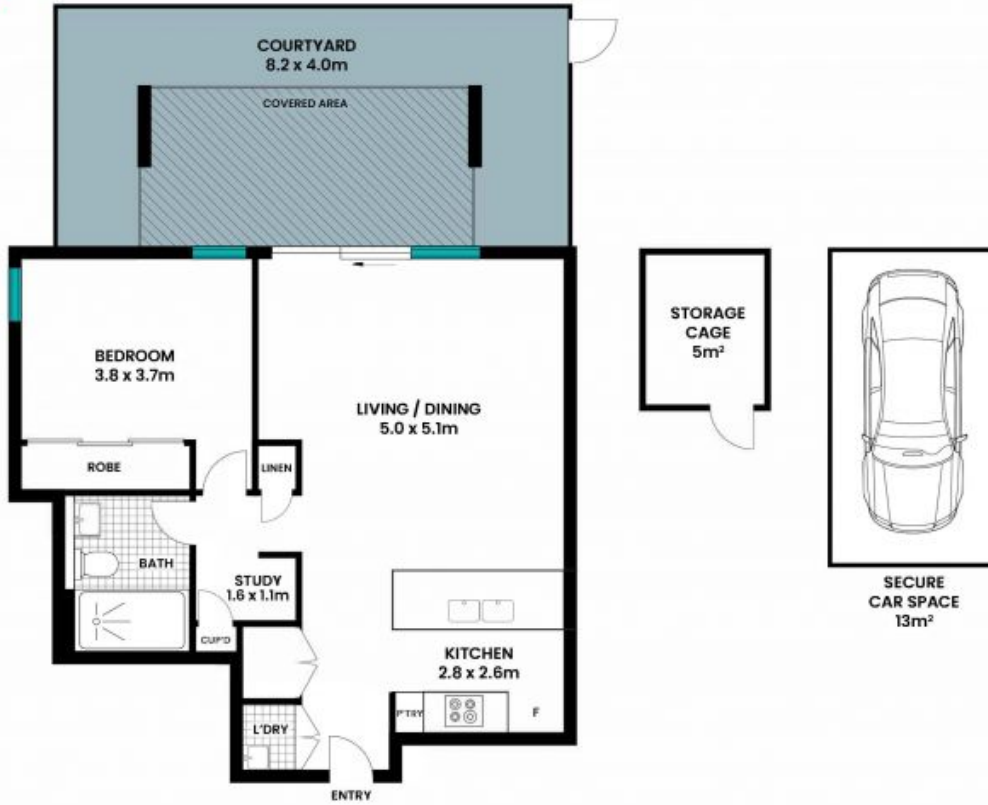 COURTYARD
8.2 x 4.0m
COVERED AREA
BEDROOM
3.8 x 3.7m
ROBE
LIVING / DINING
5.0 x 5.1m
LINEN
BATH
STUDY
1.6 x 1.1m
CUP'D
KITCHEN
2.8 x 2.6m
P'TRY
F
L'DRY
ENTRY
STORAGE
CAGE
5m²
SECURE
CAR SPACE
13m²